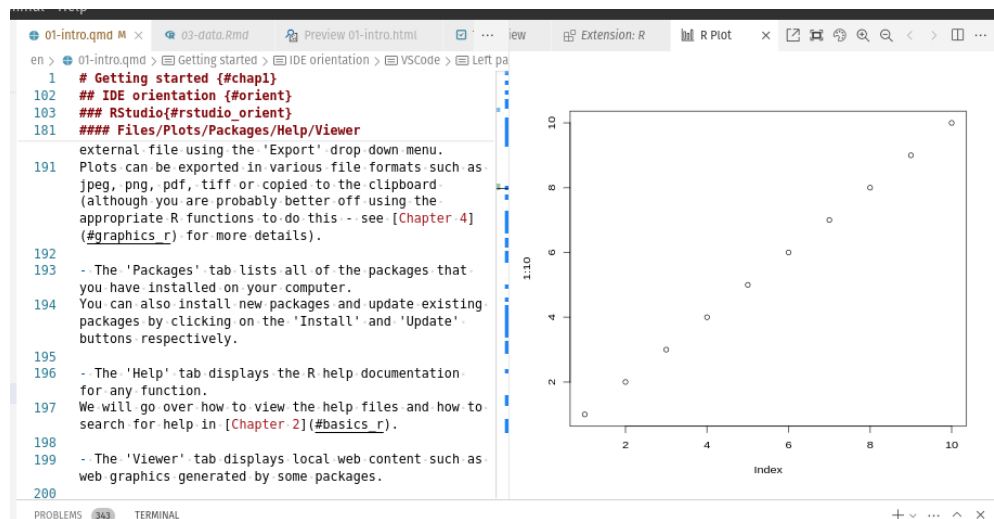 01-intro.qmd M
03-data.Rmd
Preview 01-intro.html
Extension: R
R Plot
en > 01-intro.qmd > Getting started > IDE orientation > VSCode > Left pa
1 # Getting started {#chap1}
102 ## IDE orientation {#orient}
103 ### RStudio{#rstudio_orient}
181 #### Files/Plots/Packages/Help/Viewer
external file using the 'Export' drop down menu.
191 Plots can be exported in various file formats such as
jpeg, png, pdf, tiff or copied to the clipboard
(although you are probably better off using the
appropriate R functions to do this - see [Chapter 4]
(#graphics_r) for more details).
192
193 - The 'Packages' tab lists all of the packages that
you have installed on your computer.
194 You can also install new packages and update existing
packages by clicking on the 'Install' and 'Update'
buttons respectively.
195
196 - The 'Help' tab displays the R help documentation
for any function.
197 We will go over how to view the help files and how to
search for help in [Chapter 2](#basics_r).
198
199 - The 'Viewer' tab displays local web content such as
web graphics generated by some packages.
200
10
8
6
4
2
1:10
2 4 6 8 10
Index
PROBLEMS 343 TERMINAL